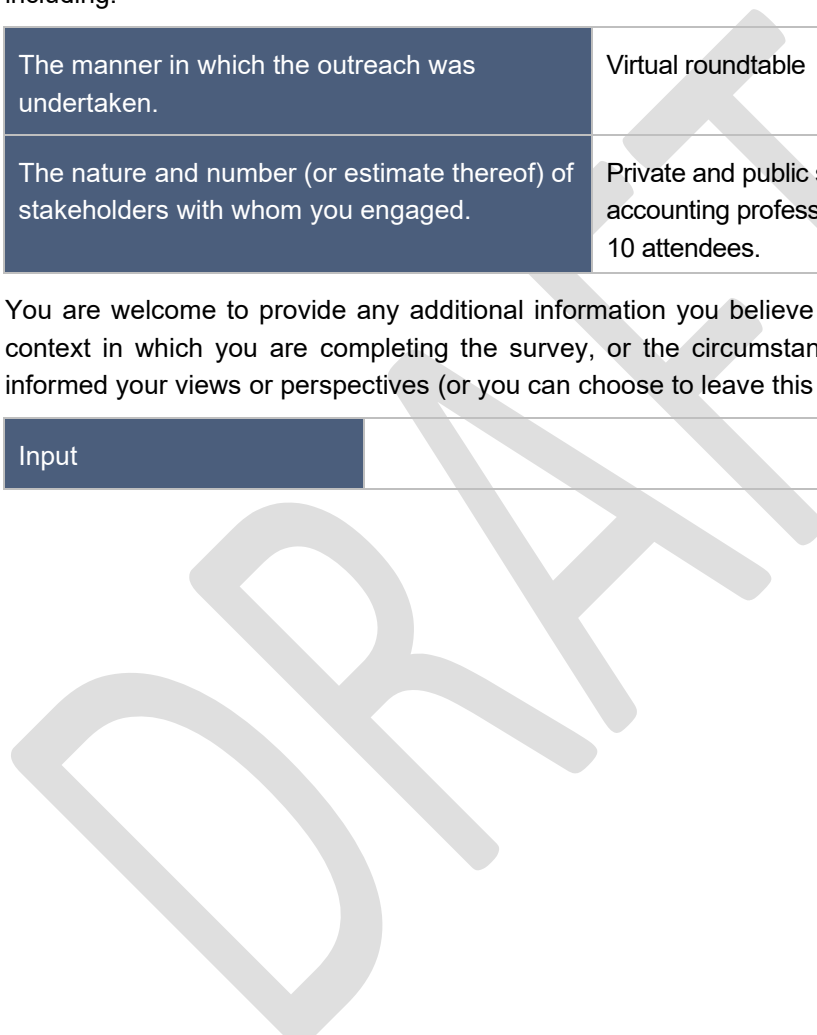 The manner in which the outreach was
undertaken.
Virtual roundtable
The nature and number (or estimate thereof) of
stakeholders with whom you engaged.
Private and public
accounting
10 attendees.
You are welcome to provide any additional information you believe
context in which you are completing the survey, or the
informed your views or perspectives (or you can choose to leave this
Input
DRAFT